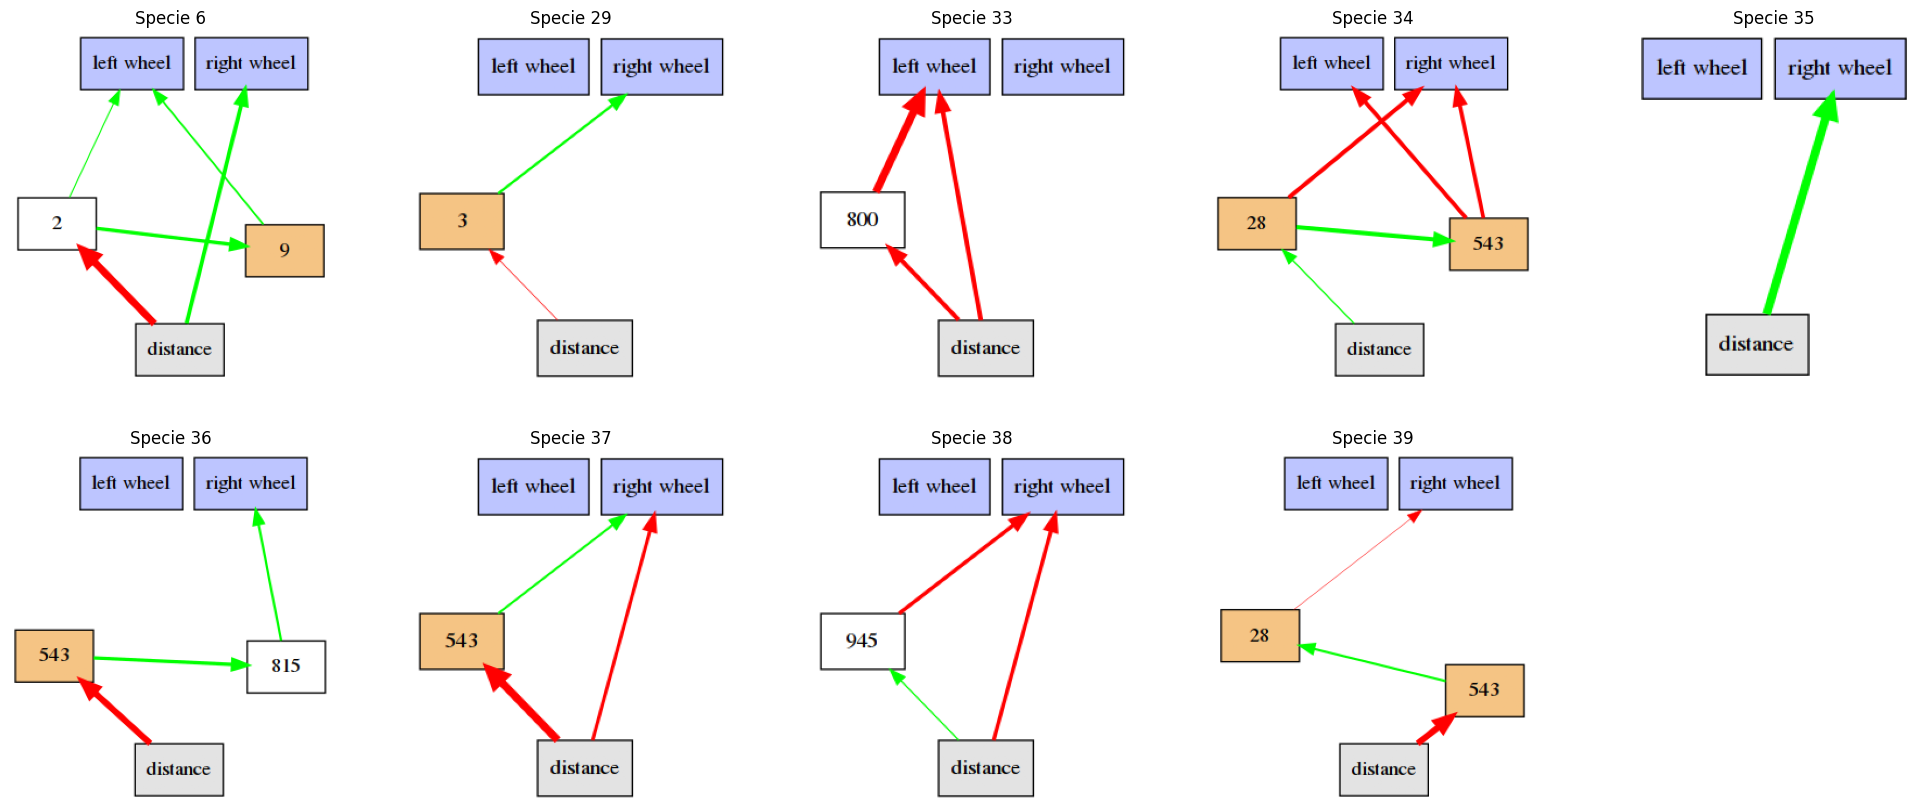 Specie 6
left wheel
right wheel
2
9
distance
Specie 29
left wheel
right wheel
3
distance
Specie 33
left wheel
right wheel
800
distance
Specie 34
left wheel
right wheel
28
543
distance
Specie 35
left wheel
right wheel
distance
Specie 36
left wheel
right wheel
543
815
distance
Specie 37
left wheel
right wheel
543
distance
Specie 38
left wheel
right wheel
945
distance
Specie 39
left wheel
right wheel
28
543
distance